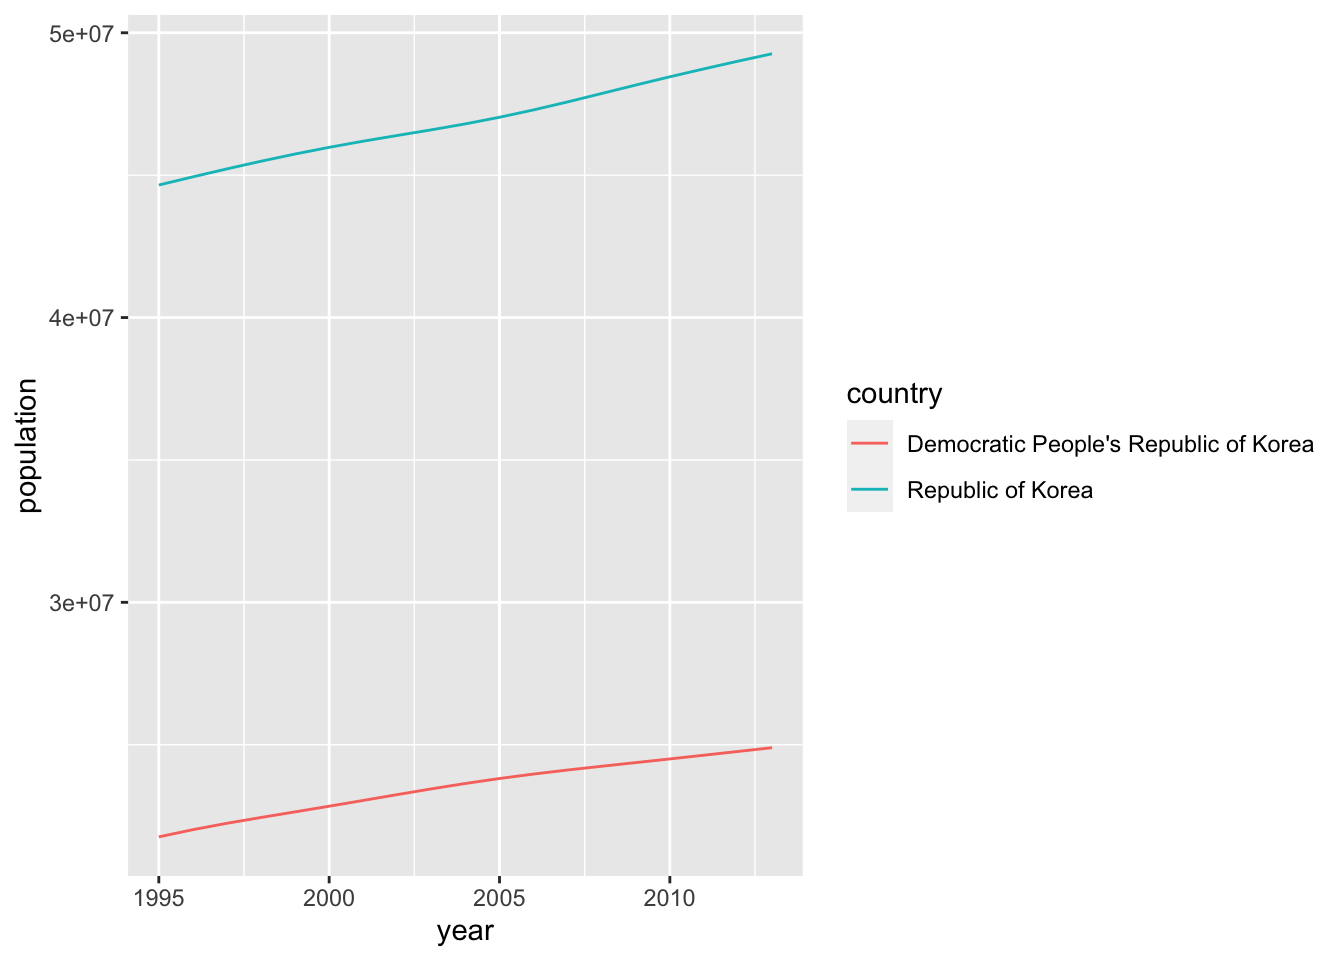 5e+07
4e+07
3e+07
population
1995 2000 2005 2010
year
country
Democratic People's Republic of Korea
Republic of Korea